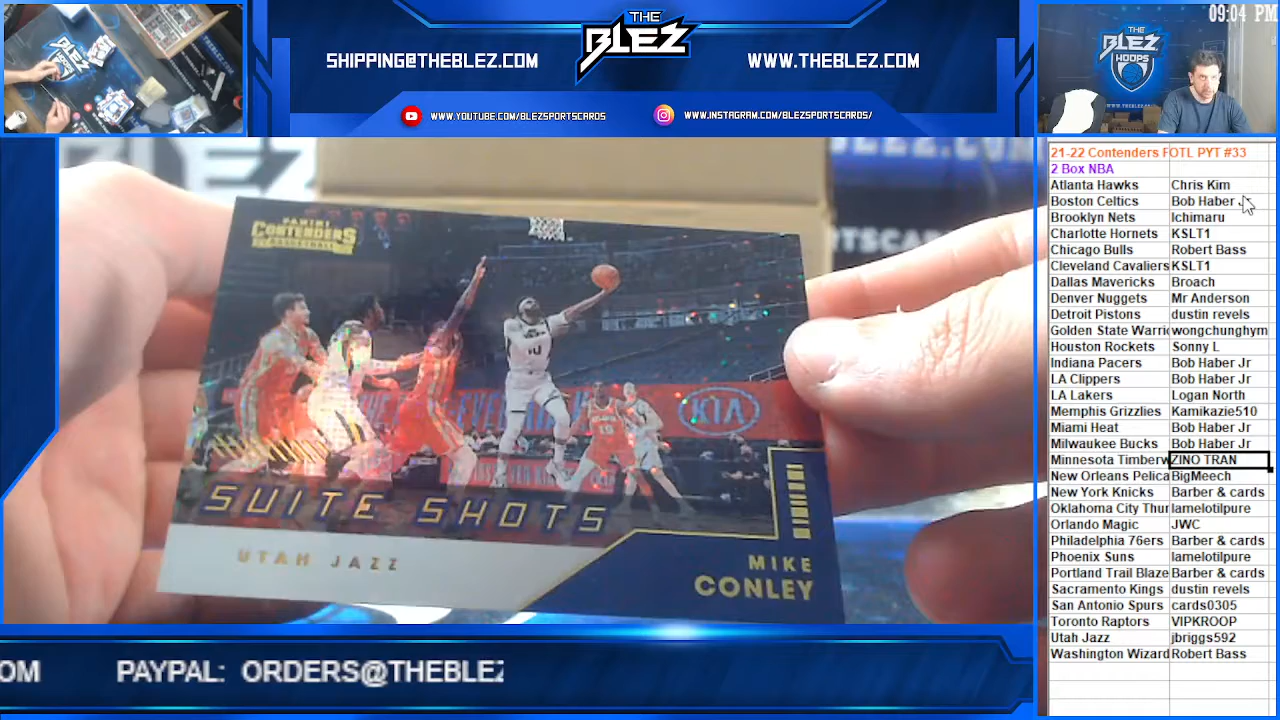 09:04 PM
THE
BLEZ
SHIPPING@THEBLEZ.COM
WWW.THEBLEZ.COM
WWW.YOUTUBE.COM/BLEZSPORTSCARDS
WWW.INSTAGRAM.COM/BLEZSPORTSCARDS/
THE
BLEZ
HOOPS
21-22 Contenders FOTL PYT #33
2 Box NBA
Atlanta Hawks Chris Kim
Boston Celtics Bob Haber
Brooklyn Nets Ichimaru
Charlotte Hornets KSLT1
Chicago Bulls Robert Bass
Cleveland Cavaliers KSLT1
Dallas Mavericks Broach
Denver Nuggets Mr Anderson
Detroit Pistons dustin revels
Golden State Warri wongchunghym
Houston Rockets Sonny L
Indiana Pacers Bob Haber Jr
LA Clippers Bob Haber Jr
LA Lakers Logan North
Memphis Grizzlies Kamikazie510
Miami Heat Bob Haber Jr
Milwaukee Bucks Bob Haber Jr
Minnesota Timberw ZINO TRAN
New Orleans Pelica BigMeech
New York Knicks Barber & cards
Oklahoma City Thun lamelotilpure
Orlando Magic JWC
Philadelphia 76ers Barber & cards
Phoenix Suns lamelotilpure
Portland Trail Blaze Barber & cards
Sacramento Kings dustin revels
San Antonio Spurs cards0305
Toronto Raptors VIPKROOP
Utah Jazz jbriggs592
Washington Wizard Robert Bass
PANINI
CONTENDERS
BASKETBALL
KIA
SUITE SHOTS
UTAH JAZZ
MIKE
CONLEY
OM PAYPAL: ORDERS@THEBLEZ